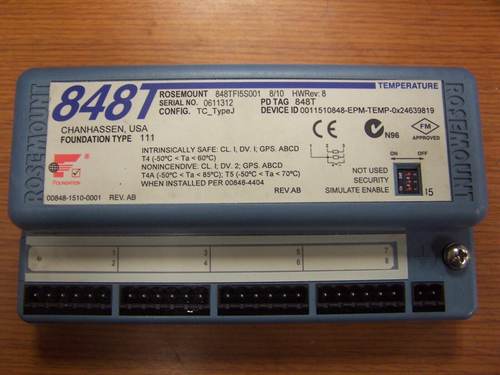 ROSEMOUNT
848T
ROSEMOUNT 848TFI5S001 8/10 HWRev: 8
SERIAL NO. 0611312 PD TAG 848T
CONFIG. TC_TypeJ DEVICE ID 0011510848-EPM-TEMP-0x24639819
TEMPERATURE
CHANHASSEN, USA
FOUNDATION TYPE 111
INTRINSICALLY SAFE: CL. I, DV. I; GPS. ABCD
T4 (-50°C < Ta < 60°C)
NONINCENDIVE: CL. I, DV. 2; GPS. ABCD
T4A (-50°C < Ta < 85°C); T5 (-50°C < Ta < 70°C)
WHEN INSTALLED PER 00848-4404
REV.AB
CE
N96
FM
APPROVED
ON OFF
NOT USED
SECURITY
SIMULATE ENABLE
I5
F
FOUNDATION
00848-1510-0001 REV. AB
ROSEMOUNT
1 3 5 7
2 4 6 8